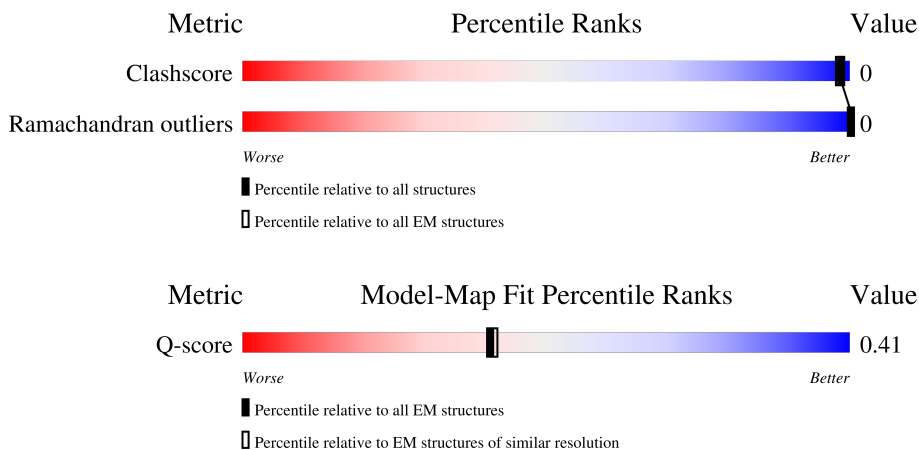 Metric Percentile Ranks Value
Clashscore 0
Ramachandran outliers 0
Worse Better
Percentile relative to all structures
Percentile relative to all EM structures
Metric Model-Map Fit Percentile Ranks Value
Q-score 0.41
Worse Better
Percentile relative to all EM structures
Percentile relative to EM structures of similar resolution